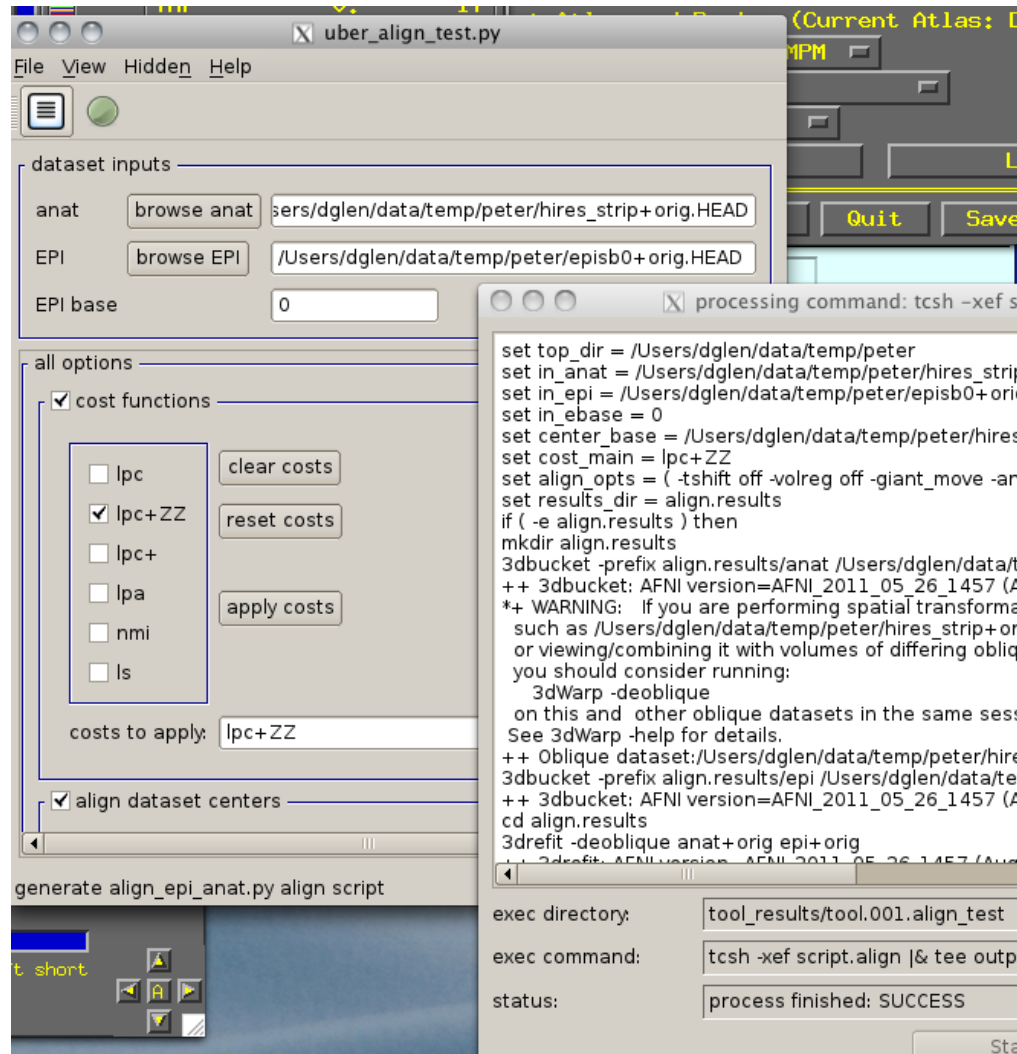 uber_align_test.py
File View Hidden Help
dataset inputs
anat browse anat sers/dglen/data/temp/peter/hires_strip+orig.HEAD
EPI browse EPI /Users/dglen/data/temp/peter/episb0+orig.HEAD
EPI base 0
all options
cost functions
lpc
clear costs
lpc+ZZ
reset costs
lpc+
lpa
apply costs
nmi
ls
costs to apply: lpc+ZZ
align dataset centers
generate align_epi_anat.py align script
(Current Atlas: D
MPM
L
Quit Save
processing command: tcsh -xef s
set top_dir = /Users/dglen/data/temp/peter
set in_anat = /Users/dglen/data/temp/peter/hires_strip
set in_epi = /Users/dglen/data/temp/peter/episb0+ori
set in_ebase = 0
set center_base = /Users/dglen/data/temp/peter/hires
set cost_main = lpc+ZZ
set align_opts = ( -tshift off -volreg off -giant_move -an
set results_dir = align.results
if ( -e align.results ) then
mkdir align.results
3dbucket -prefix align.results/anat /Users/dglen/data/t
++ 3dbucket: AFNI version=AFNI_2011_05_26_1457 (A
*+ WARNING: If you are performing spatial transforma
such as /Users/dglen/data/temp/peter/hires_strip+or
or viewing/combining it with volumes of differing obliq
you should consider running:
3dWarp -deoblique
on this and other oblique datasets in the same sess
See 3dWarp -help for details.
++ Oblique dataset:/Users/dglen/data/temp/peter/hire
3dbucket -prefix align.results/epi /Users/dglen/data/te
++ 3dbucket: AFNI version=AFNI_2011_05_26_1457 (A
cd align.results
3drefit -deoblique anat+orig epi+orig
++ 3drefit: AFNI version=AFNI_2011_05_26_1457 (Aug
exec directory: tool_results/tool.001.align_test
exec command: tcsh -xef script.align |& tee outp
status: process finished: SUCCESS
Sta
't short
A